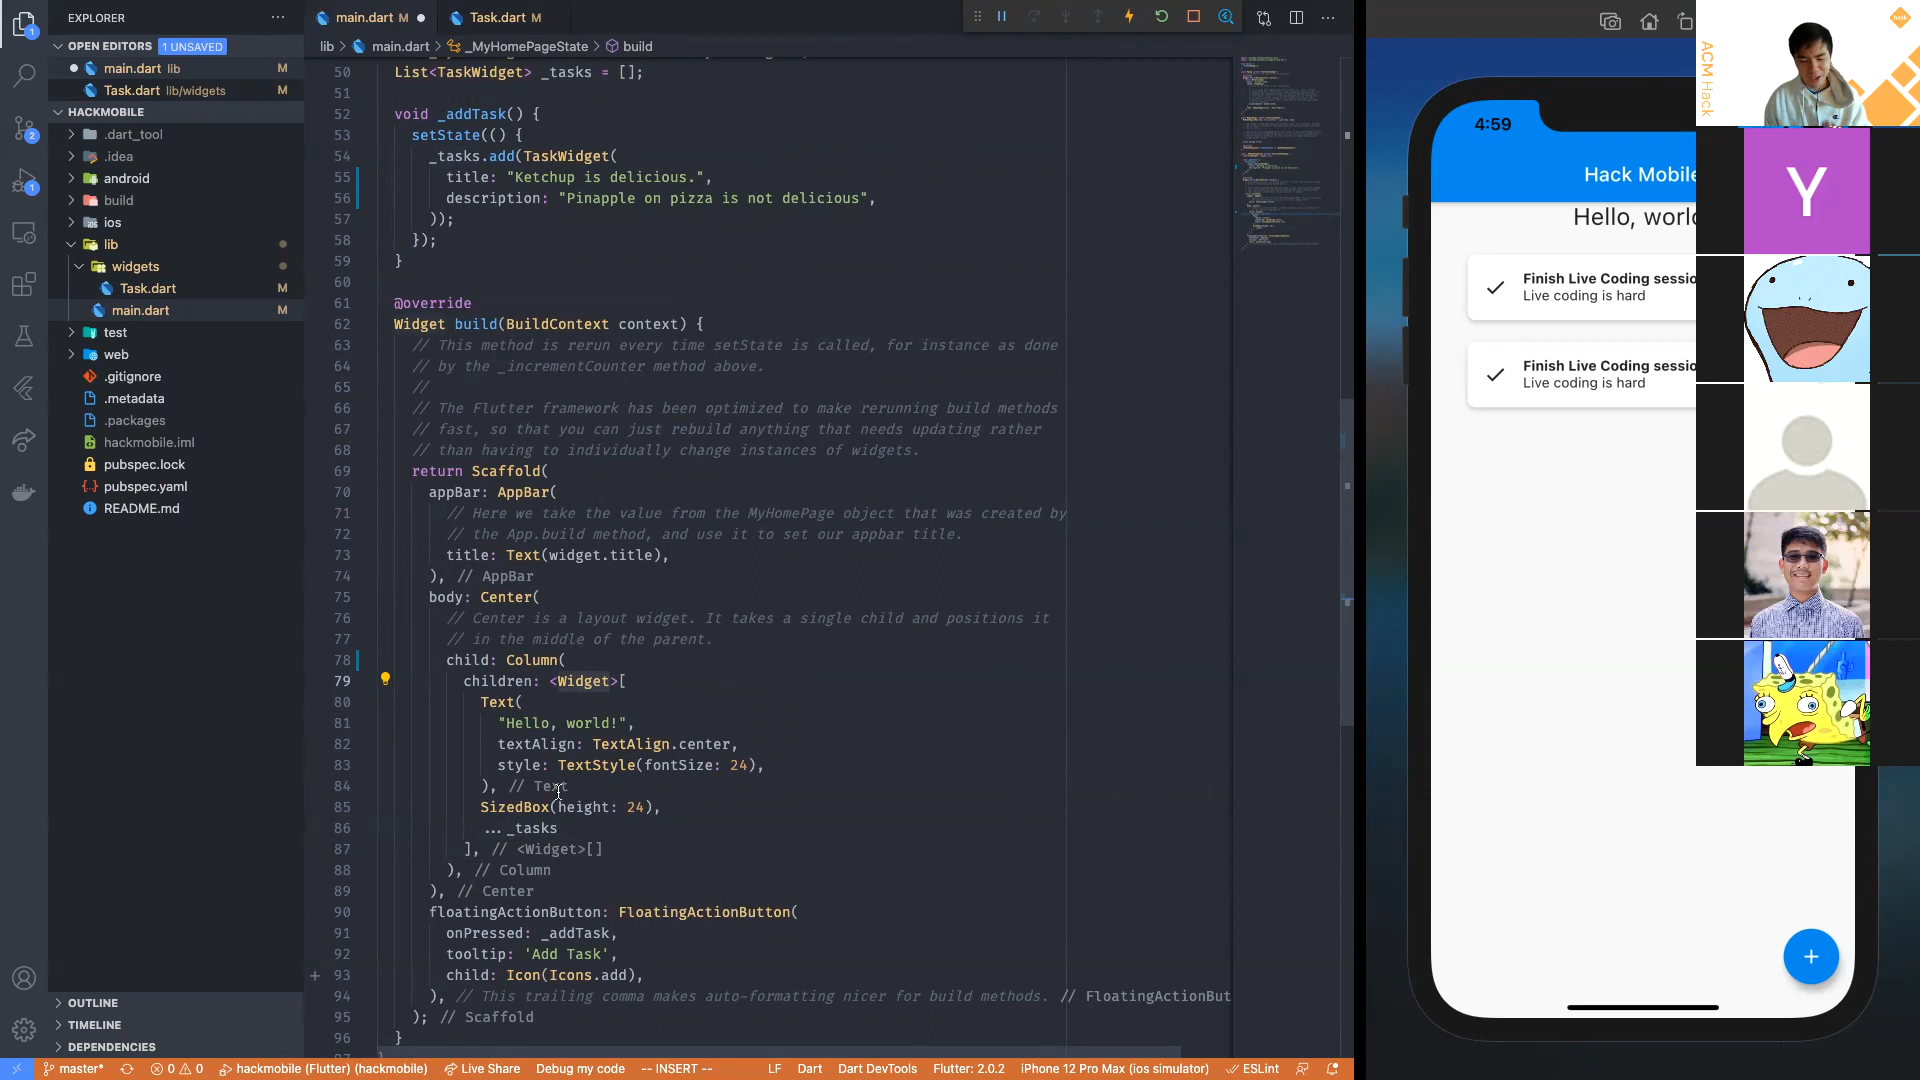 EXPLORER
OPEN EDITORS 1 UNSAVED
main.dart lib M
Task.dart lib/widgets M
HACKMOBILE
.dart_tool
.idea
android
build
ios
lib
widgets
Task.dart M
main.dart M
test
web
.gitignore
.metadata
.packages
hackmobile.iml
pubspec.lock
pubspec.yaml
README.md
OUTLINE
TIMELINE
DEPENDENCIES
main.dart M
Task.dart M
lib > main.dart > _MyHomePageState > build
50 List<TaskWidget> _tasks = [];
51
52 void _addTask() {
53 setState(() {
54 _tasks.add(TaskWidget(
55 title: "Ketchup is delicious.",
56 description: "Pinapple on pizza is not delicious",
57 ));
58 });
59 }
60
61 @override
62 Widget build(BuildContext context) {
63 // This method is rerun every time setState is called, for instance as done
64 // by the _incrementCounter method above.
65 //
66 // The Flutter framework has been optimized to make rerunning build methods
67 // fast, so that you can just rebuild anything that needs updating rather
68 // than having to individually change instances of widgets.
69 return Scaffold(
70 appBar: AppBar(
71 // Here we take the value from the MyHomePage object that was created by
72 // the App.build method, and use it to set our appbar title.
73 title: Text(widget.title),
74 ), // AppBar
75 body: Center(
76 // Center is a layout widget. It takes a single child and positions it
77 // in the middle of the parent.
78 child: Column(
79 children: <Widget>[
80 Text(
81 "Hello, world!",
82 textAlign: TextAlign.center,
83 style: TextStyle(fontSize: 24),
84 ), // Text
85 SizedBox(height: 24),
86 ..._tasks
87 ], // <Widget>[]
88 ), // Column
89 ), // Center
90 floatingActionButton: FloatingActionButton(
91 onPressed: _addTask,
92 tooltip: 'Add Task',
93 child: Icon(Icons.add),
94 ), // This trailing comma makes auto-formatting nicer for build methods. // FloatingActionBut
95 ); // Scaffold
96 }
master* 0 0 hackmobile (Flutter) (hackmobile) Live Share Debug my code -- INSERT -- LF Dart Dart DevTools Flutter: 2.0.2 iPhone 12 Pro Max (ios simulator) ESLint
4:59
Hack Mobile
Hello, worl
Finish Live Coding sessio
Live coding is hard
Finish Live Coding sessio
Live coding is hard
ACM Hack
Y